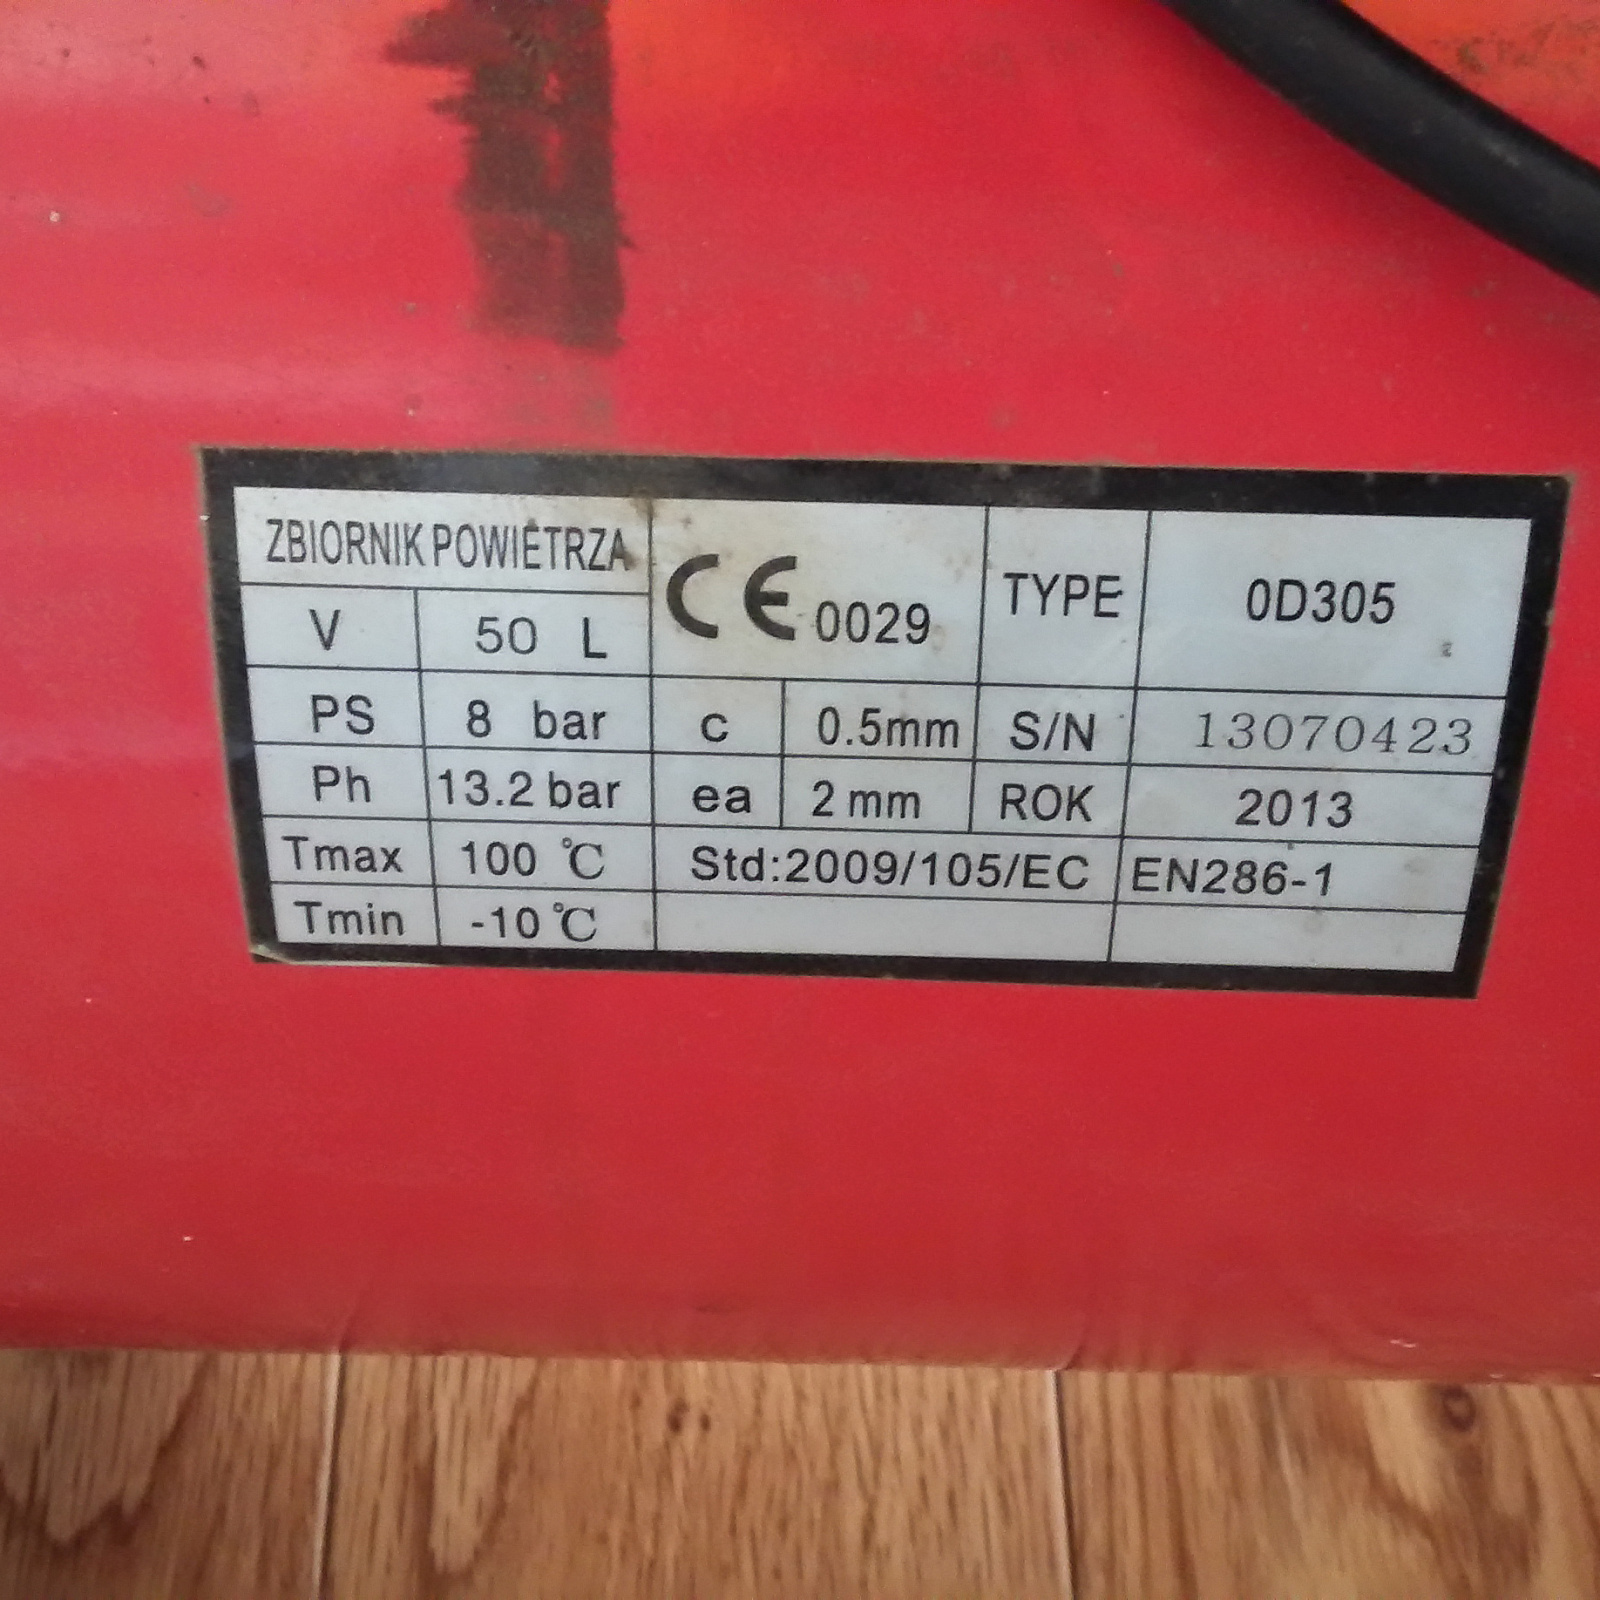 ZBIORNIK POWIETRZA
CE 0029
TYPE 0D305
V 50 L
PS 8 bar c 0.5mm S/N 13070423
Ph 13.2 bar ea 2 mm ROK 2013
Tmax 100 ℃ Std:2009/105/EC EN286-1
Tmin -10 ℃